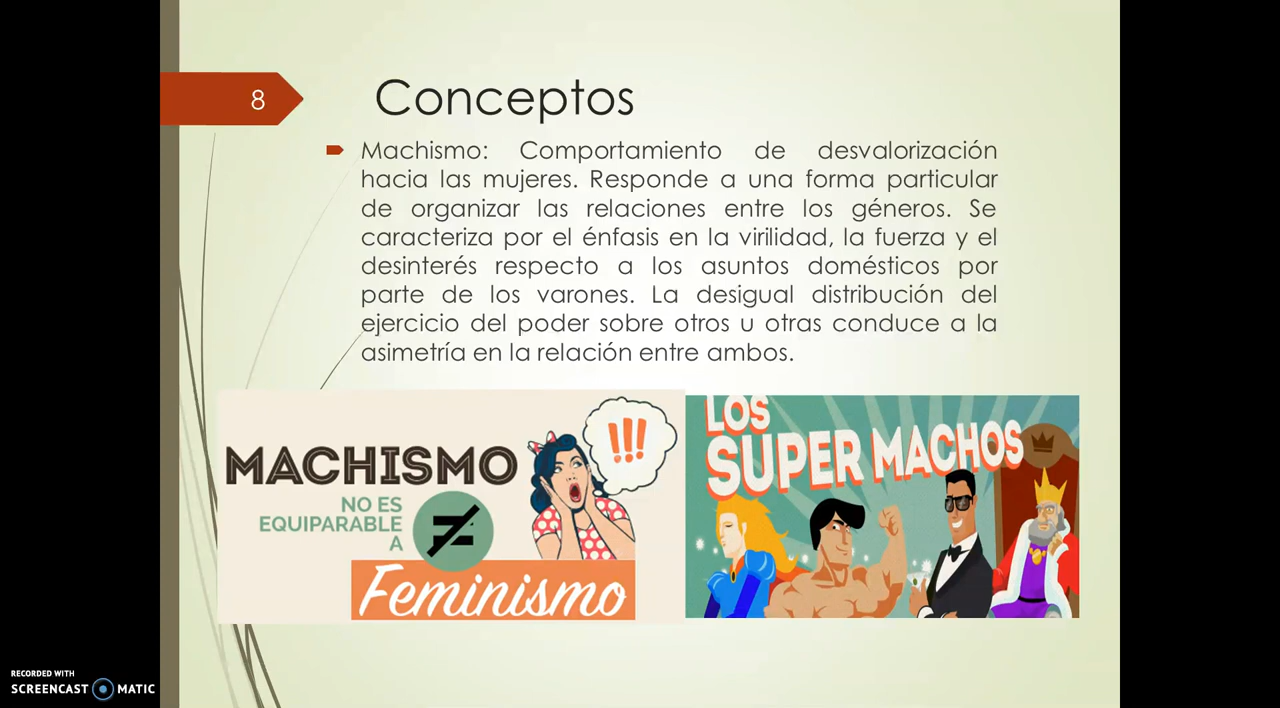 8
Conceptos
Machismo: Comportamiento de desvalorización
hacia las mujeres. Responde a una forma particular
de organizar las relaciones entre los géneros. Se
caracteriza por el énfasis en la virilidad, la fuerza y el
desinterés respecto a los asuntos domésticos por
parte de los varones. La desigual distribución del
ejercicio del poder sobre otros u otras conduce a la
asimetría en la relación entre ambos.
MACHISMO
NO ES
EQUIPARABLE
A
≠
Feminismo
!!!
LOS
SUPER MACHOS
RECORDED WITH
SCREENCAST MATIC